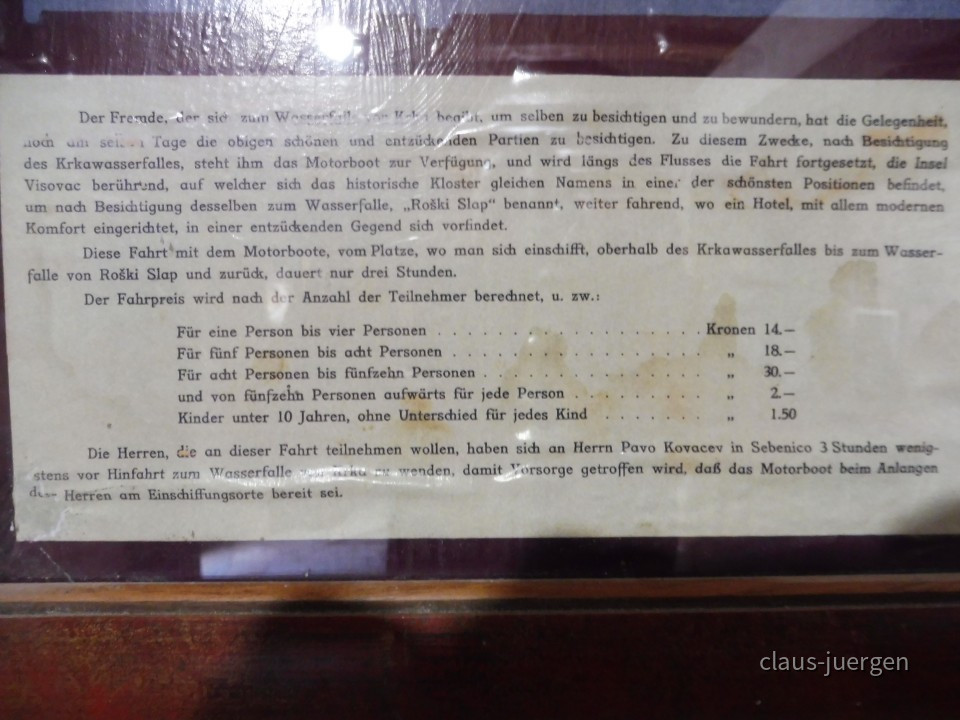 Der Fremde, der sich zum Wasserfalle von Krka begibt, um selben zu besichtigen und zu bewundern, hat die Gelegenheit,
noch am selben Tage die obigen schönen und entzückenden Partien zu besichtigen. Zu diesem Zwecke, nach Besichtigung
des Krkawasserfalles, steht ihm das Motorboot zur Verfügung, und wird längs des Flusses die Fahrt fortgesetzt, die Insel
Visovac berührend, auf welcher sich das historische Kloster gleichen Namens in einer der schönsten Positionen befindet,
um nach Besichtigung desselben zum Wasserfalle, „Roški Slap" benannt, weiter fahrend, wo ein Hotel, mit allem modernen
Komfort eingerichtet, in einer entzückenden Gegend sich vorfindet.
Diese Fahrt mit dem Motorboote, vom Platze, wo man sich einschifft, oberhalb des Krkawasserfalles bis zum Wasser-
falle von Roški Slap und zurück, dauert nur drei Stunden.
Der Fahrpreis wird nach der Anzahl der Teilnehmer berechnet, u. zw.:
Für eine Person bis vier Personen . . . . . . . . . . . . . . . . . . Kronen 14.—
Für fünf Personen bis acht Personen . . . . . . . . . . . . . . . . . „ 18.—
Für acht Personen bis fünfzehn Personen . . . . . . . . . . . . . . . „ 30.—
und von fünfzehn Personen aufwärts für jede Person . . . . . . . . . „ 2.—
Kinder unter 10 Jahren, ohne Unterschied für jedes Kind . . . . . . . „ 1.50
Die Herren, die an dieser Fahrt teilnehmen wollen, haben sich an Herrn Pavo Kovacev in Sebenico 3 Stunden wenig-
stens vor Hinfahrt zum Wasserfalle von Krka zu wenden, damit Vorsorge getroffen wird, daß das Motorboot beim Anlangen
der Herren am Einschiffungsorte bereit sei.
claus-juergen